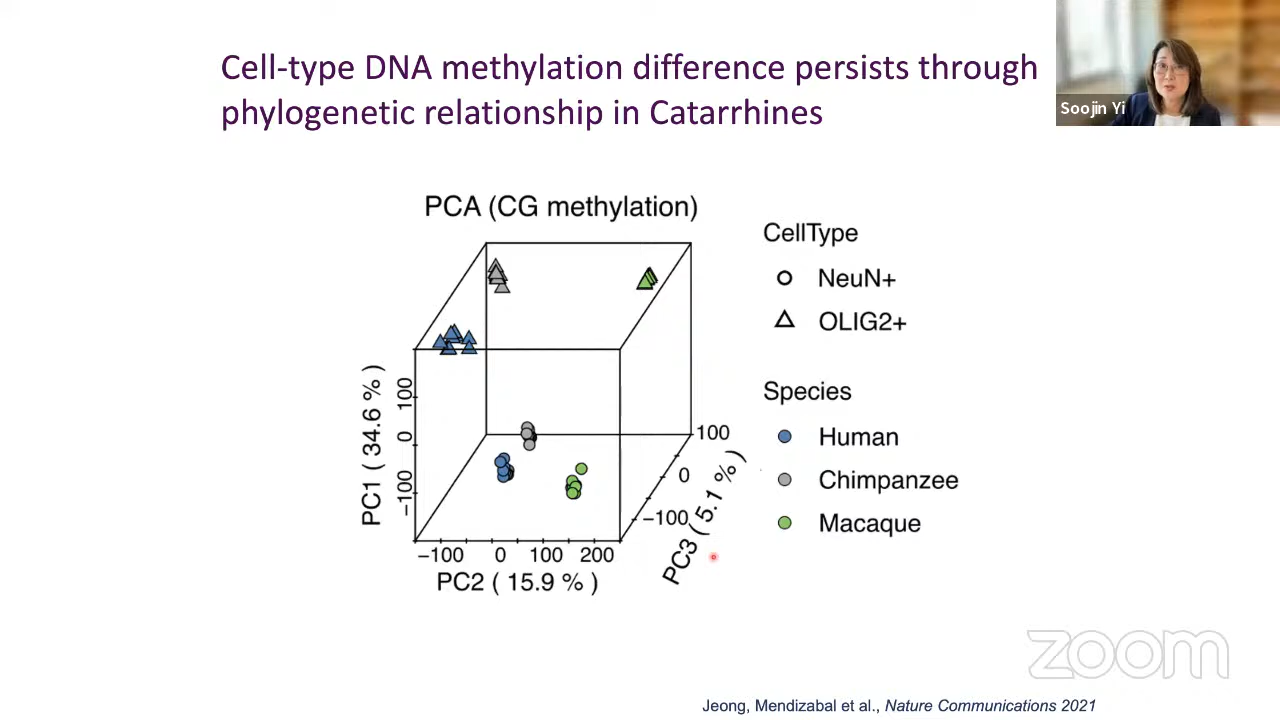 Cell-type DNA methylation difference persists through
phylogenetic relationship in Catarrhines
Soojin Yi
PCA (CG methylation)
CellType
NeuN+
OLIG2+
Species
Human
Chimpanzee
Macaque
PC1 ( 34.6 % )
100
0
−100
−100 0 100 200
PC2 ( 15.9 % )
100
0
−100
PC3 ( 5.1 % )
zoom
Jeong, Mendizabal et al., Nature Communications 2021